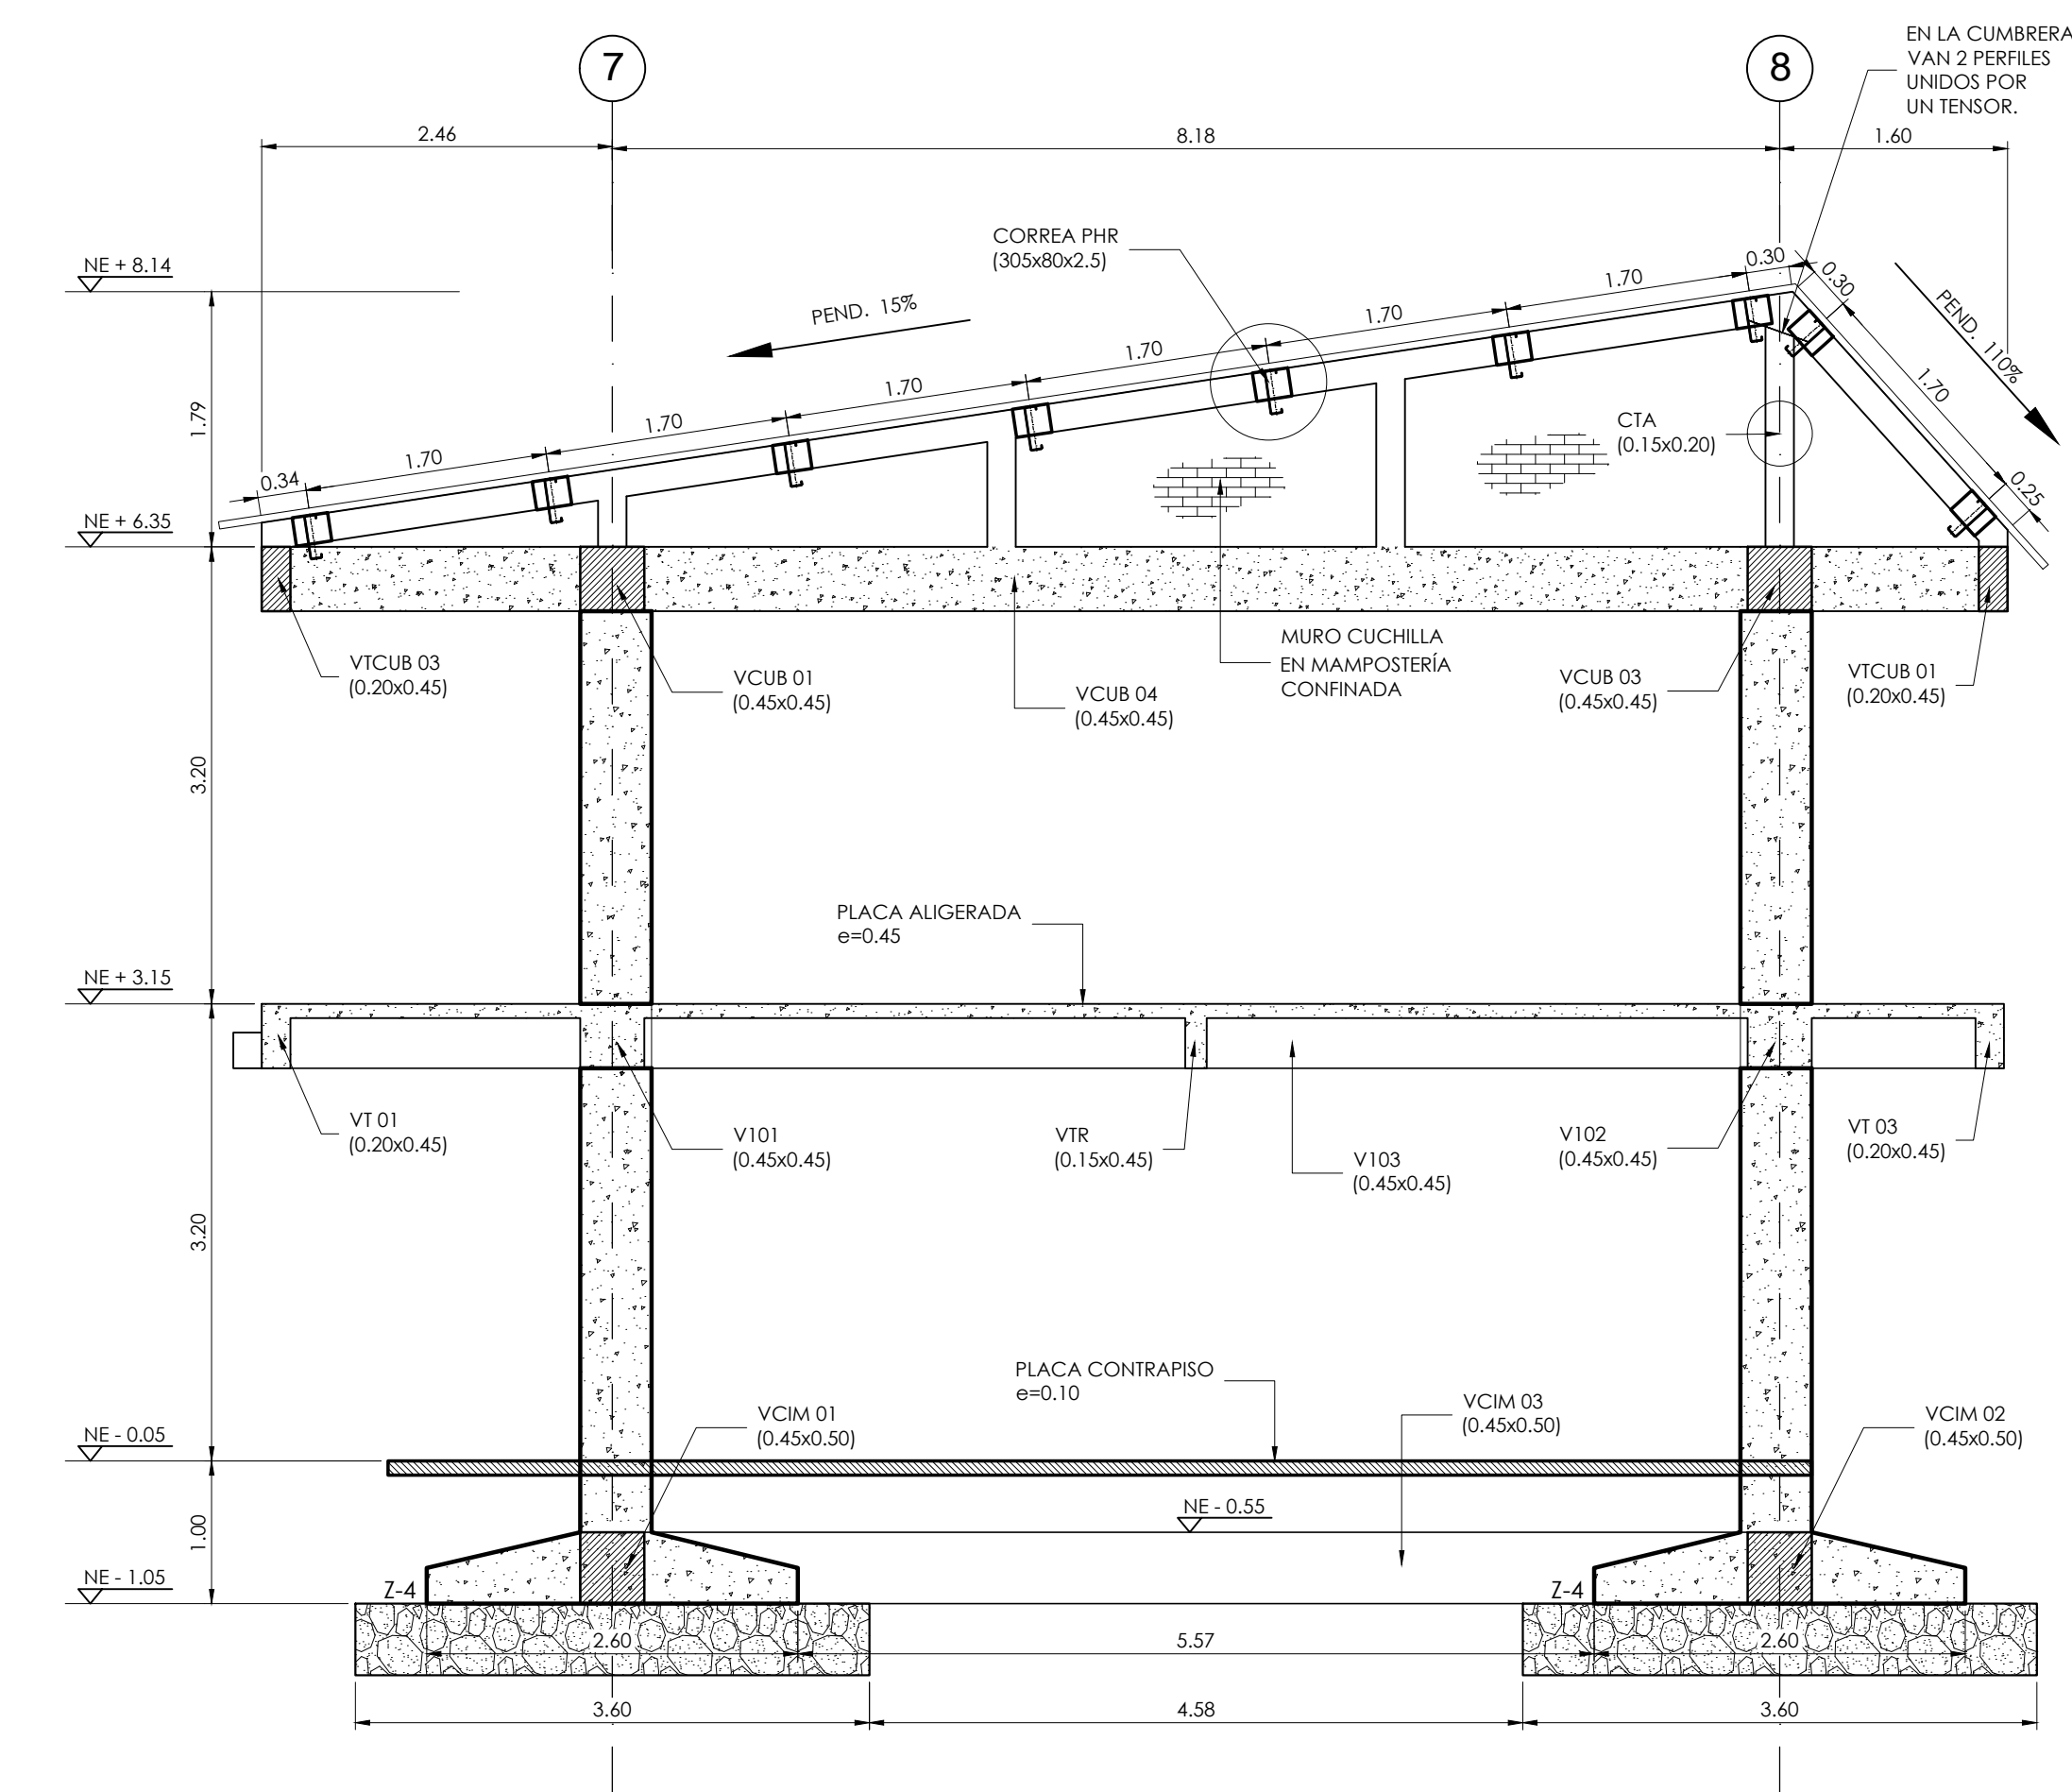 7
8
EN LA CUMBRERA
VAN 2 PERFILES
UNIDOS POR
UN TENSOR.
2.46
8.18
1.60
CORREA PHR
(305x80x2.5)
NE + 8.14
PEND. 15%
PEND. 110%
0.34
1.70
1.70
1.70
1.70
1.70
1.70
0.30
0.30
1.70
0.25
1.79
CTA
(0.15x0.20)
NE + 6.35
MURO CUCHILLA
EN MAMPOSTERÍA
CONFINADA
VTCUB 03
(0.20x0.45)
VCUB 01
(0.45x0.45)
VCUB 04
(0.45x0.45)
VCUB 03
(0.45x0.45)
VTCUB 01
(0.20x0.45)
3.20
PLACA ALIGERADA
e=0.45
NE + 3.15
VT 01
(0.20x0.45)
V101
(0.45x0.45)
VTR
(0.15x0.45)
V103
(0.45x0.45)
V102
(0.45x0.45)
VT 03
(0.20x0.45)
3.20
PLACA CONTRAPISO
e=0.10
VCIM 01
(0.45x0.50)
VCIM 03
(0.45x0.50)
VCIM 02
(0.45x0.50)
NE - 0.05
NE - 0.55
1.00
NE - 1.05
Z-4
Z-4
2.60
5.57
2.60
3.60
4.58
3.60